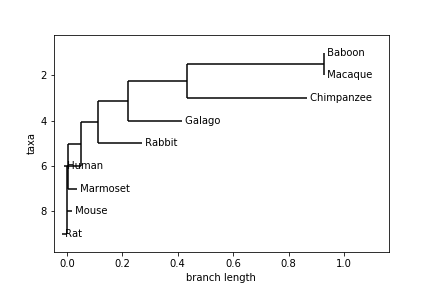 Baboon
2
Macaque
Chimpanzee
4
Galago
Rabbit
taxa
6
Human
Marmoset
8
Mouse
Rat
0.0 0.2 0.4 0.6 0.8 1.0
branch length